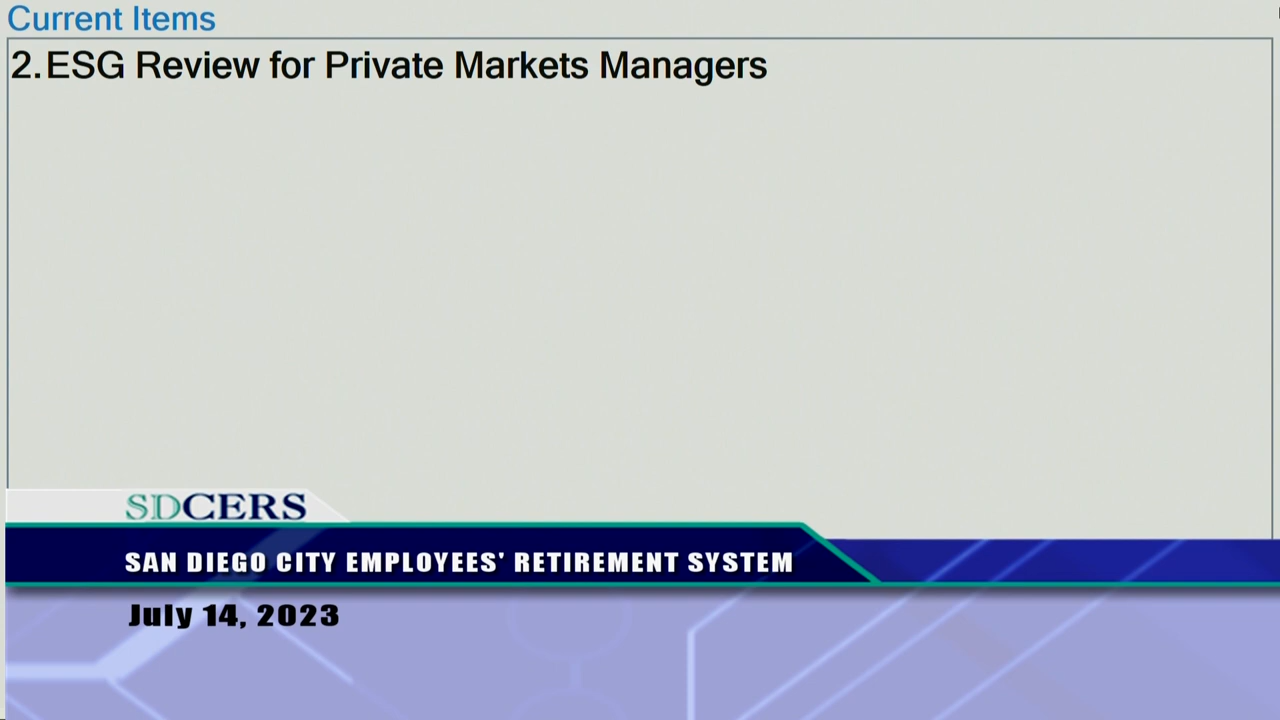 Current Items
2. ESG Review for Private Markets Managers
SDCERS
SAN DIEGO CITY EMPLOYEES' RETIREMENT SYSTEM
July 14, 2023